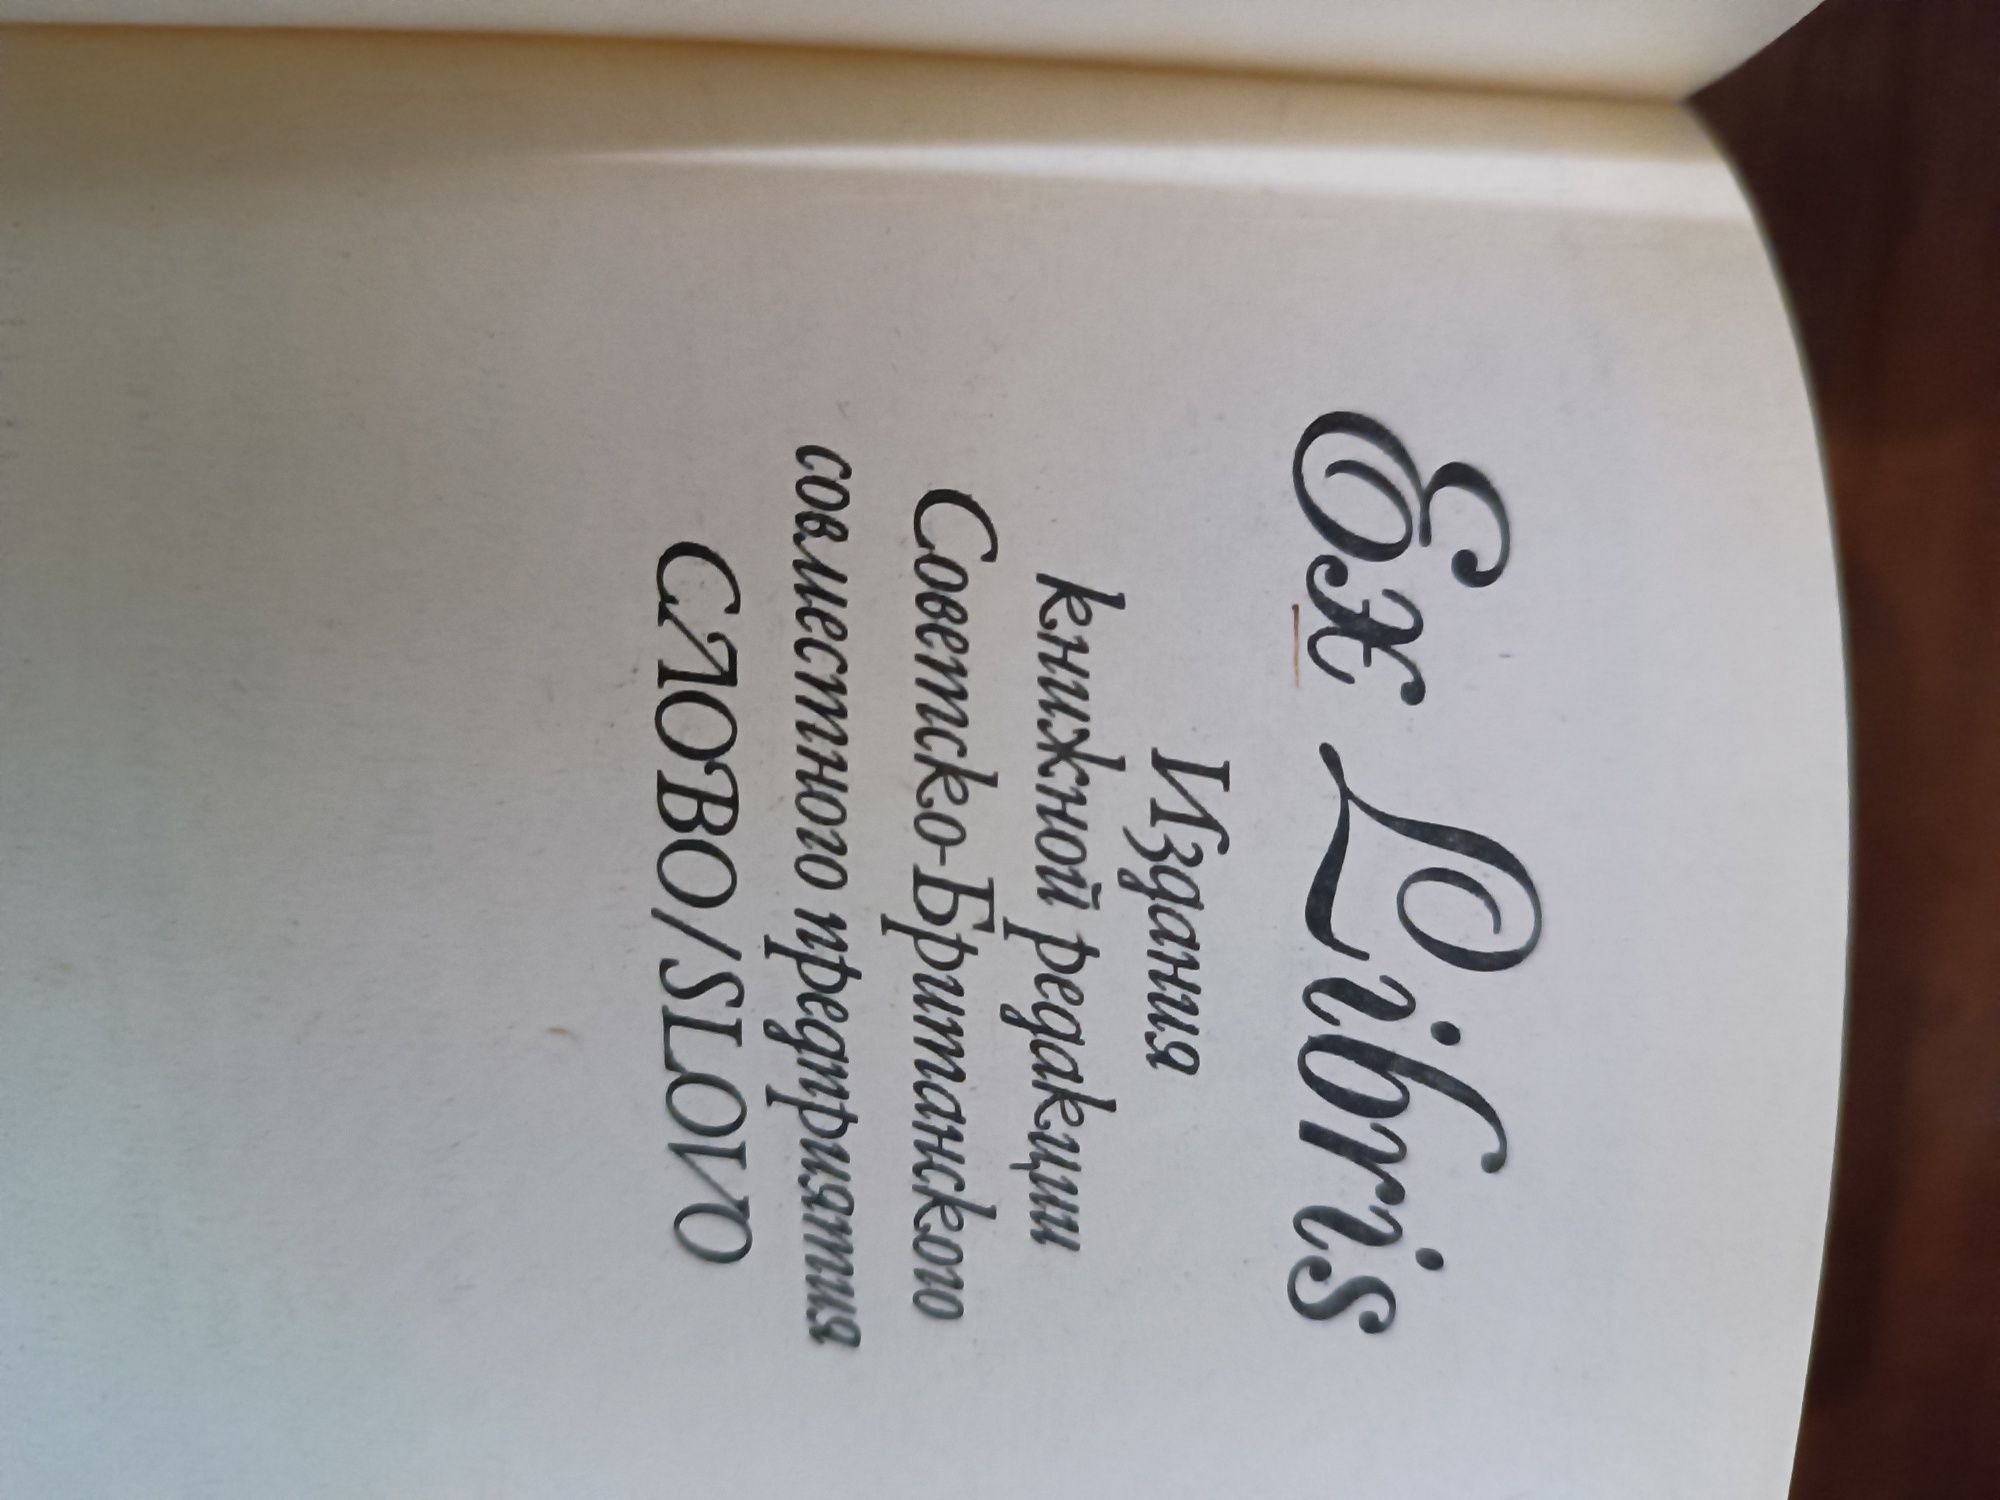 Ex Libris
Издания
книжной редакции
Советско-Британского
совместного предприятия
СЛОВО/SLOVO